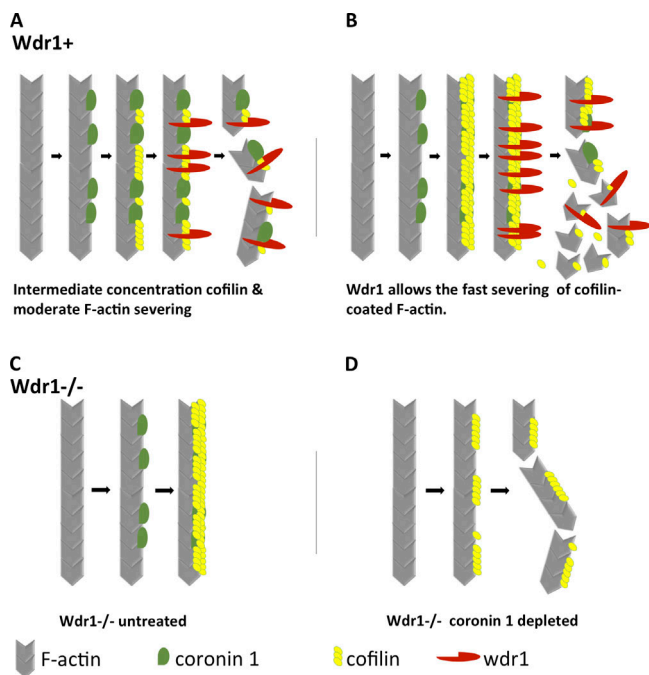 A
Wdr1+
B
Intermediate concentration cofilin &
moderate F-actin severing
Wdr1 allows the fast severing of cofilin-
coated F-actin.
C
Wdr1-/-
D
Wdr1-/- untreated
Wdr1-/- coronin 1 depleted
F-actin
coronin 1
cofilin
wdr1